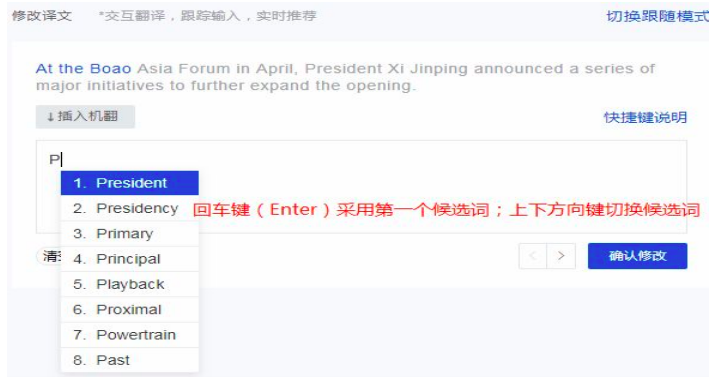 修改译文 *交互翻译，跟踪输入，实时推荐 切换跟随模式
At the Boao Asia Forum in April, President Xi Jinping announced a series of
major initiatives to further expand the opening.
↓插入机翻 快捷键说明
P
1. President
2. Presidency 回车键（Enter）采用第一个候选词；上下方向键切换候选词
3. Primary
清 4. Principal < > 确认修改
5. Playback
6. Proximal
7. Powertrain
8. Past